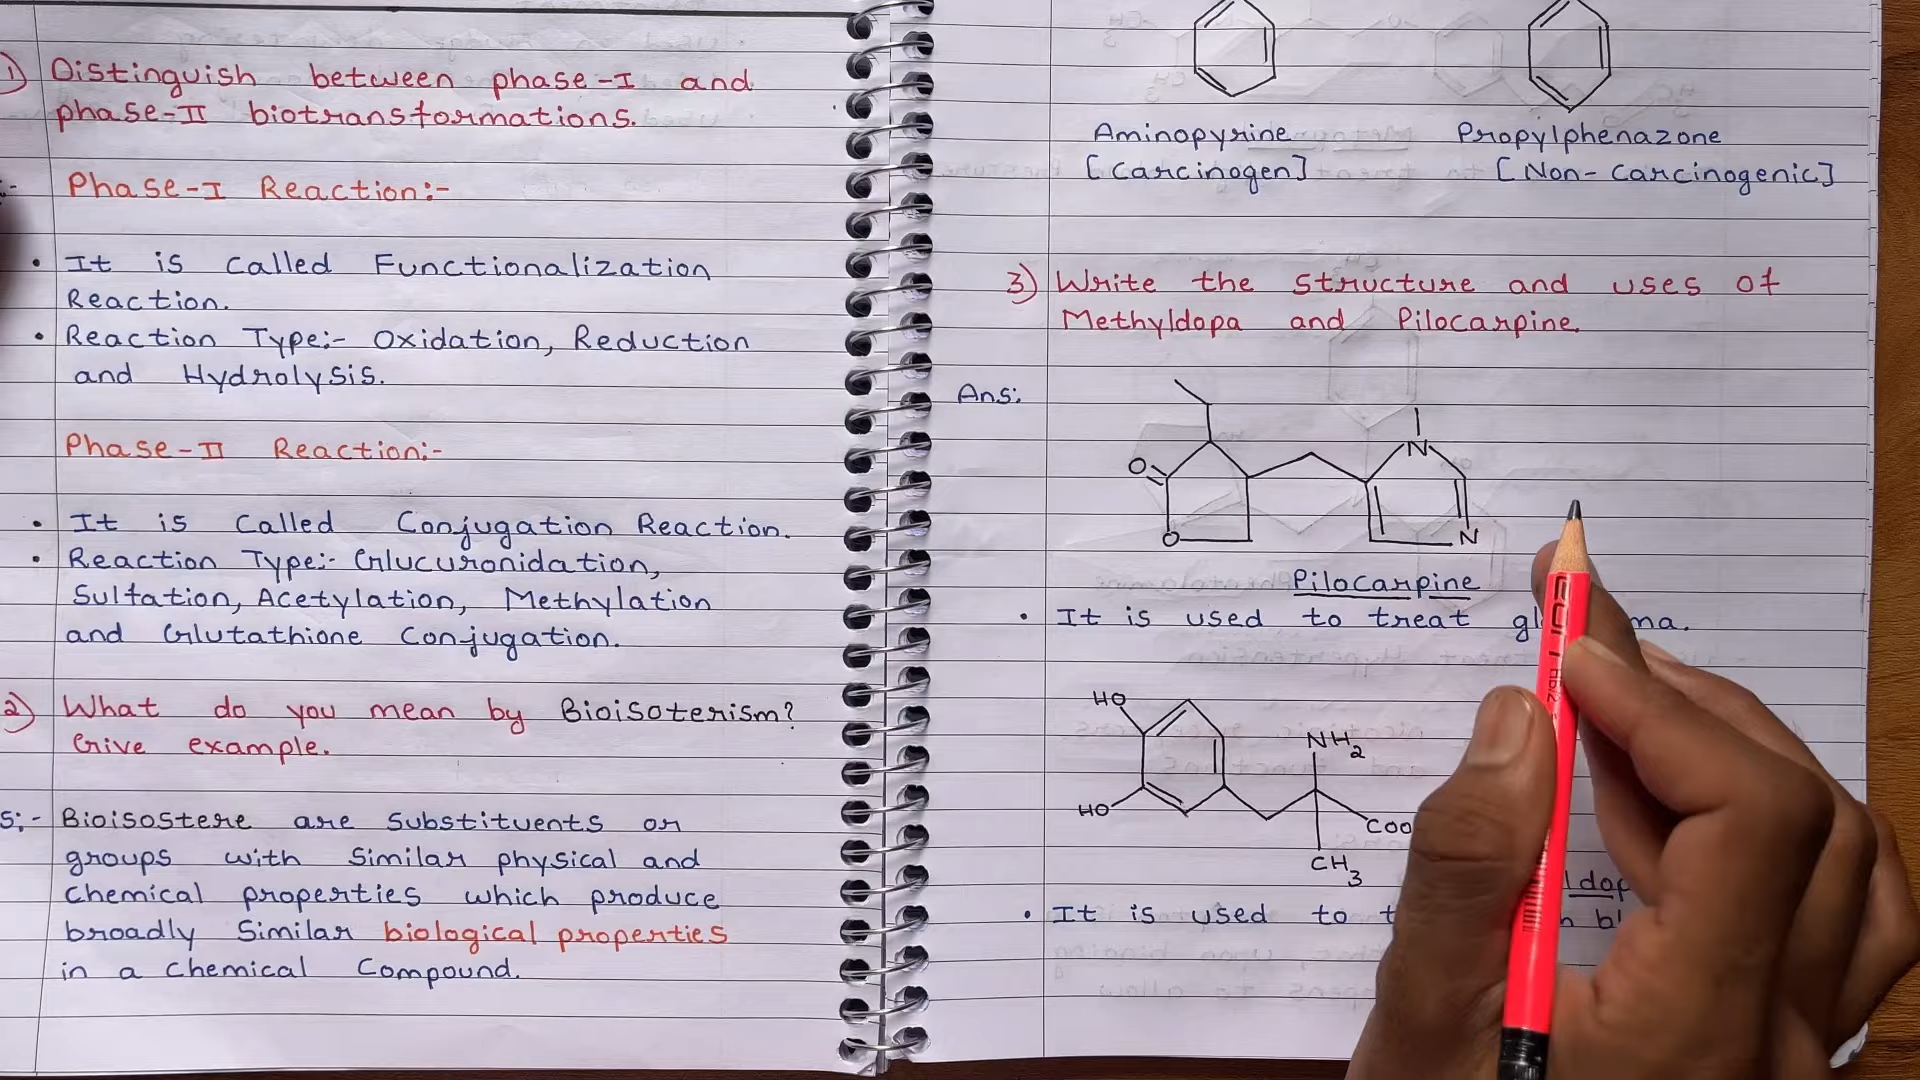 1) Distinguish between phase-I and
phase-II biotransformations.
Phase-I Reaction:-
• It is called Functionalization
Reaction.
• Reaction Type:- Oxidation, Reduction
and Hydrolysis.
Phase-II Reaction:-
• It is called Conjugation Reaction.
• Reaction Type:- Glucuronidation,
Sulfation, Acetylation, Methylation
and Glutathione Conjugation.
2) What do you mean by Bioisoterism?
Give example.
s:- Bioisostere are substituents or
groups with similar physical and
chemical properties which produce
broadly similar biological properties
in a chemical compound.
Aminopyrine Propylphenazone
[Carcinogen] [Non-Carcinogenic]
3) Write the structure and uses of
Methyldopa and Pilocarpine.
Ans:
N
O
O N
Pilocarpine
• It is used to treat
HO
NH2
HO
COO
CH3
• It is used to